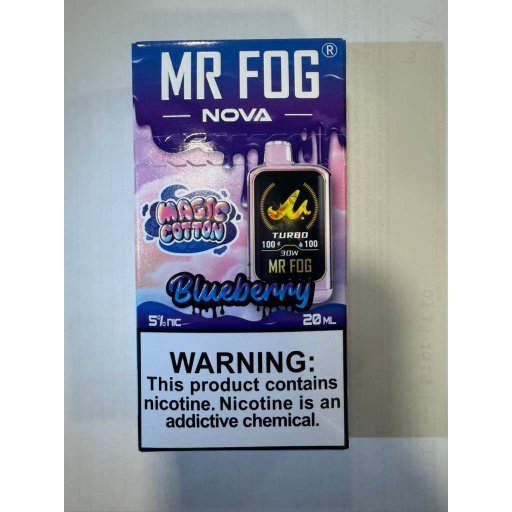 MR FOG®
NOVA
MAGIC
COTTON
TURBO
100 100
30W
MR FOG
Blueberry
5% NIC 20 ML
WARNING:
This product contains
nicotine. Nicotine is an
addictive chemical.